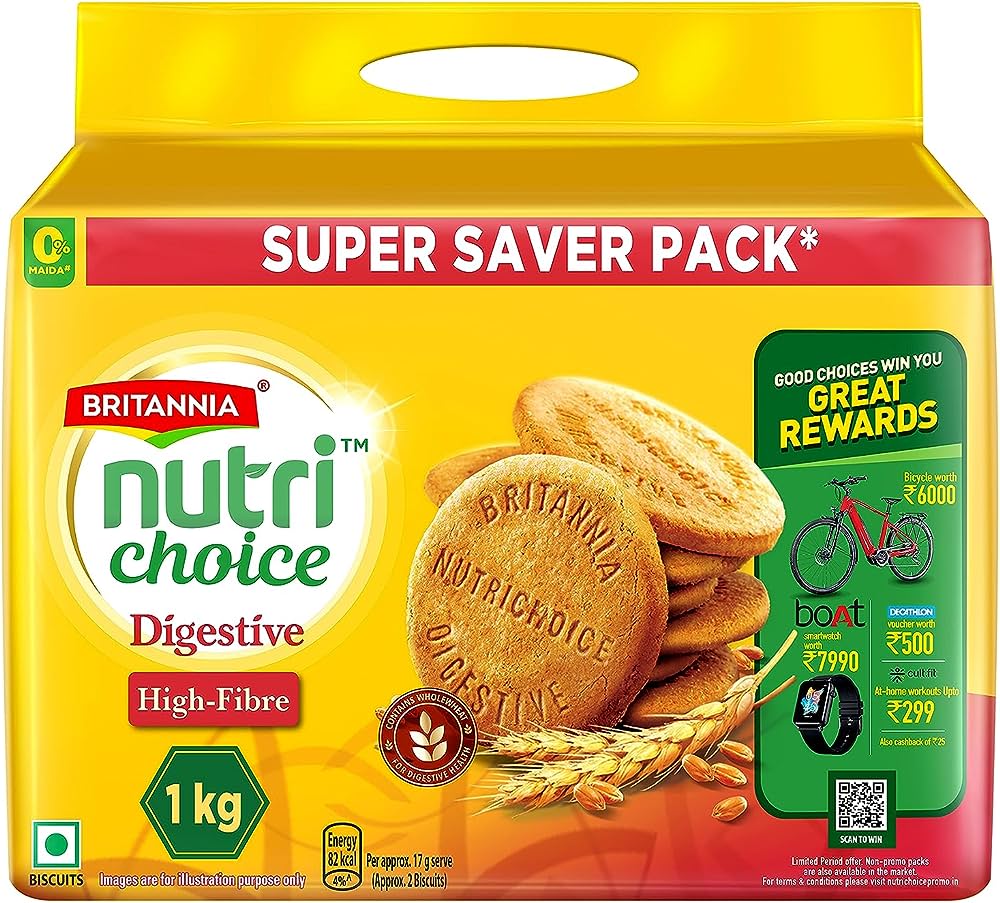 SUPER SAVER PACK*
0%
MAIDA#
BRITANNIA®
nutri™
choice
Digestive
High-Fibre
1 kg
BISCUITS
Images are for illustration purpose only
Energy
82 kcal
4%^
Per approx. 17 g serve
(Approx. 2 Biscuits)
CONTAINS WHOLEWHEAT
FOR DIGESTIVE HEALTH
BRITANNIA
NUTRICHOICE
DIGESTIVE
GOOD CHOICES WIN YOU
GREAT
REWARDS
Bicycle worth
₹6000
boAt
smartwatch
worth
₹7990
DECATHLON
voucher worth
₹500
cult.fit
At-home workouts Upto
₹299
Also cashback of ₹25
SCAN TO WIN
Limited Period offer. Non-promo packs
are also available in the market.
For terms & conditions please visit nutrichoicepromo.in